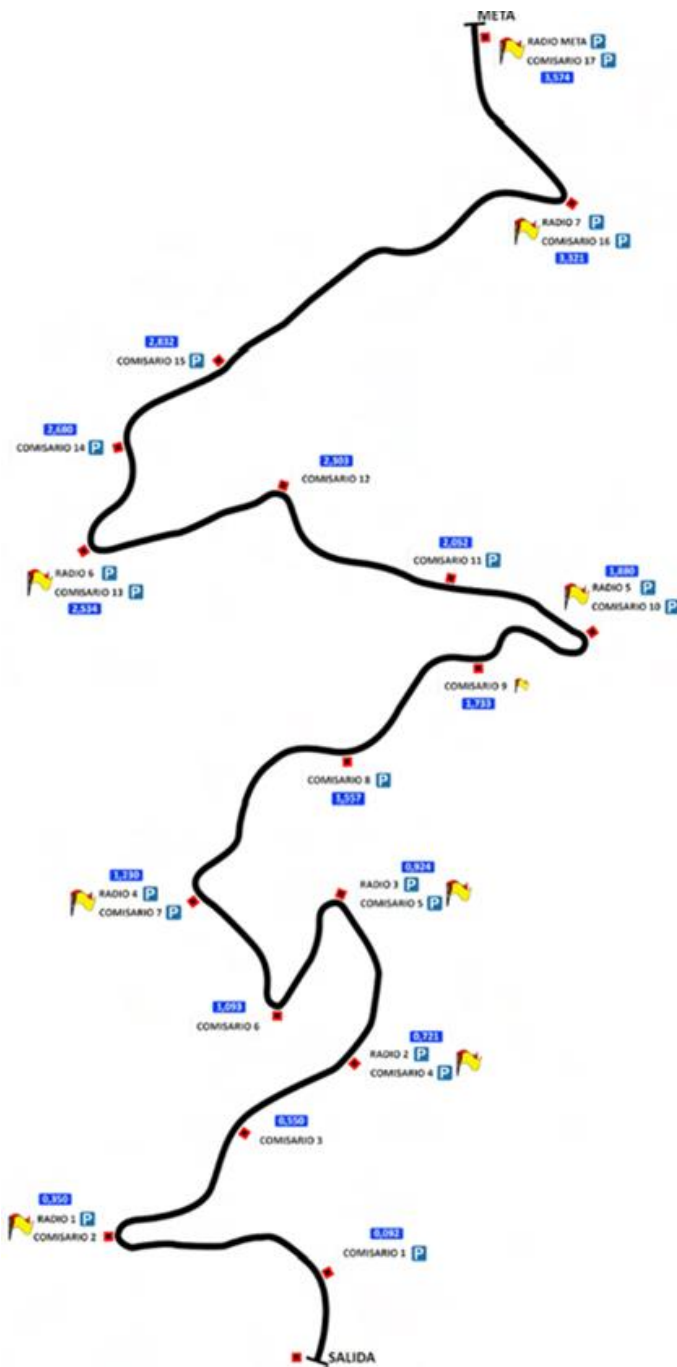 META
RADIO META P
COMISARIO 17 P
3,574
RADIO 7 P
COMISARIO 16 P
3,321
2,832
COMISARIO 15 P
2,680
COMISARIO 14 P
2,303
COMISARIO 12
2,052
COMISARIO 11 P
RADIO 6 P
COMISARIO 13 P
2,534
1,880
RADIO 5 P
COMISARIO 10 P
COMISARIO 9
1,733
COMISARIO 8 P
1,557
1,230
RADIO 4 P
COMISARIO 7 P
0,924
RADIO 3 P
COMISARIO 5 P
1,093
COMISARIO 6
0,721
RADIO 2 P
COMISARIO 4 P
0,550
COMISARIO 3
0,350
RADIO 1 P
COMISARIO 2 P
0,092
COMISARIO 1 P
SALIDA